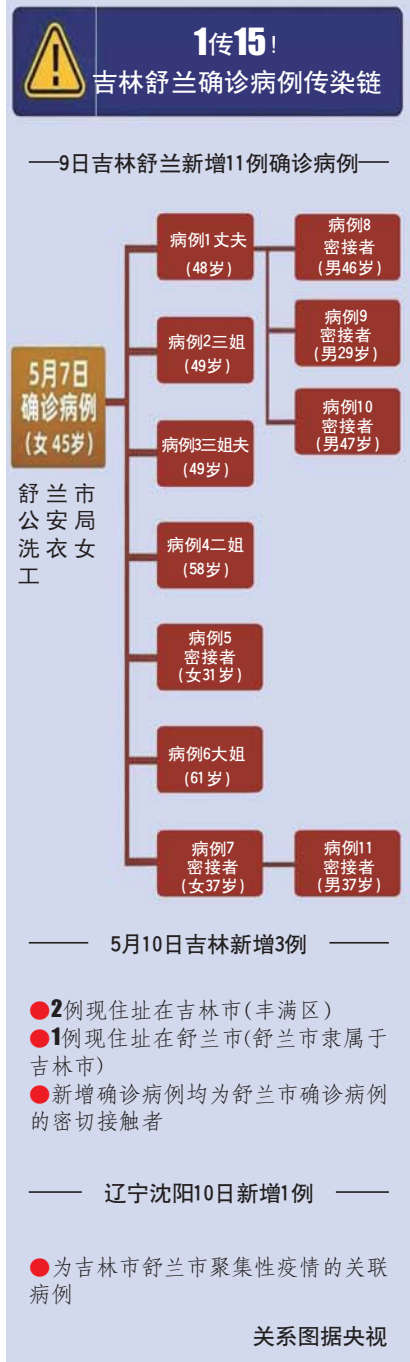 1传15!
吉林舒兰确诊病例传染链
9日吉林舒兰新增11例确诊病例
5月7日
确诊病例
(女45岁)
舒兰市
公安局
洗衣女
工
病例1丈夫
(48岁)
病例2三姐
(49岁)
病例3三姐夫
(49岁)
病例4二姐
(58岁)
病例5
密接者
(女31岁)
病例6大姐
(61岁)
病例7
密接者
(女37岁)
病例8
密接者
(男46岁)
病例9
密接者
(男29岁)
病例10
密接者
(男47岁)
病例11
密接者
(男37岁)
5月10日吉林新增3例
●2例现住址在吉林市(丰满区)
●1例现住址在舒兰市(舒兰市隶属于
吉林市)
●新增确诊病例均为舒兰市确诊病例
的密切接触者
辽宁沈阳10日新增1例
●为吉林市舒兰市聚集性疫情的关联
病例
关系图据央视